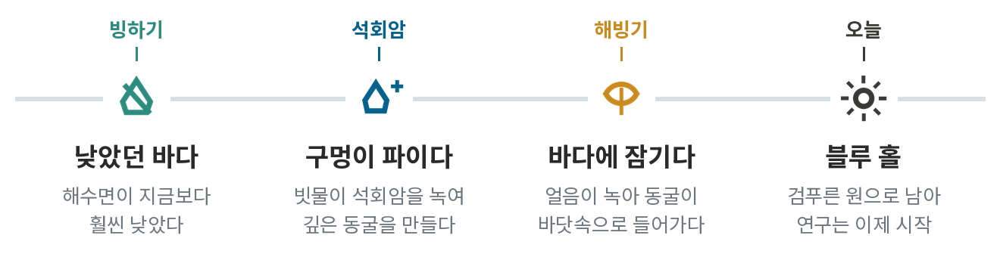 빙하기
낮았던 바다
해수면이 지금보다
훨씬 낮았다
석회암
구멍이 파이다
빗물이 석회암을 녹여
깊은 동굴을 만들다
해빙기
바다에 잠기다
얼음이 녹아 동굴이
바닷속으로 들어가다
오늘
블루 홀
검푸른 원으로 남아
연구는 이제 시작